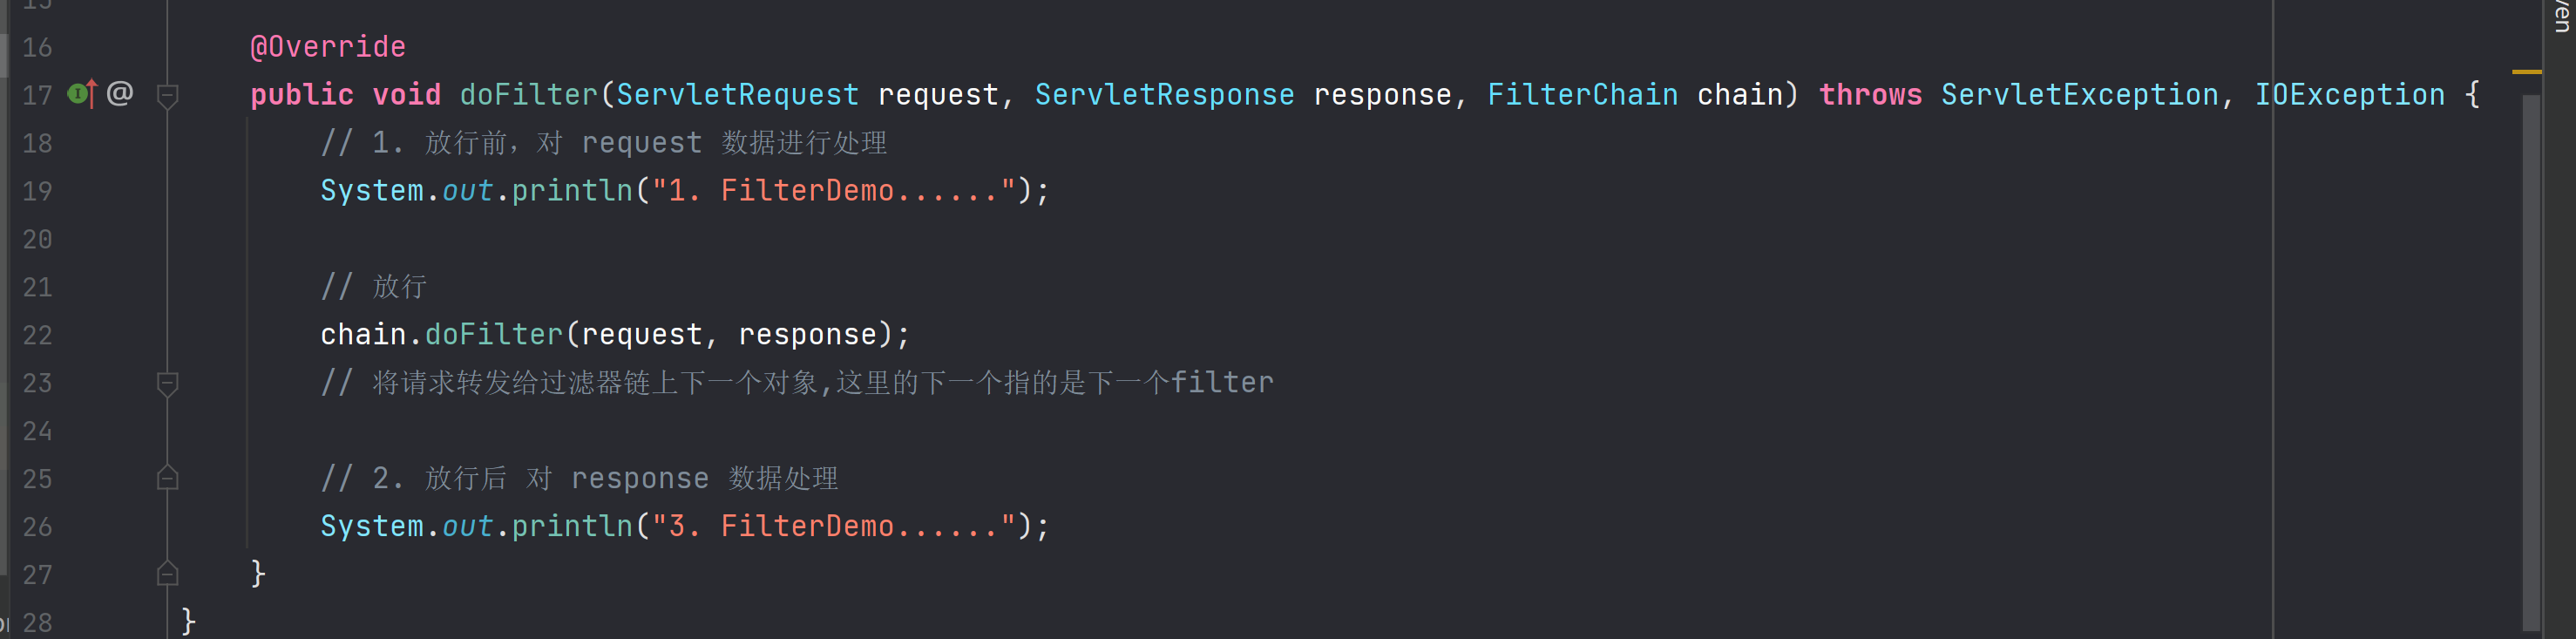 16 @Override
17 @ public void doFilter(ServletRequest request, ServletResponse response, FilterChain chain) throws ServletException, IOException {
18 // 1. 放行前，对 request 数据进行处理
19 System.out.println("1. FilterDemo......");
20
21 // 放行
22 chain.doFilter(request, response);
23 // 将请求转发给过滤器链上下一个对象,这里的下一个指的是下一个filter
24
25 // 2. 放行后 对 response 数据处理
26 System.out.println("3. FilterDemo......");
27 }
28 }